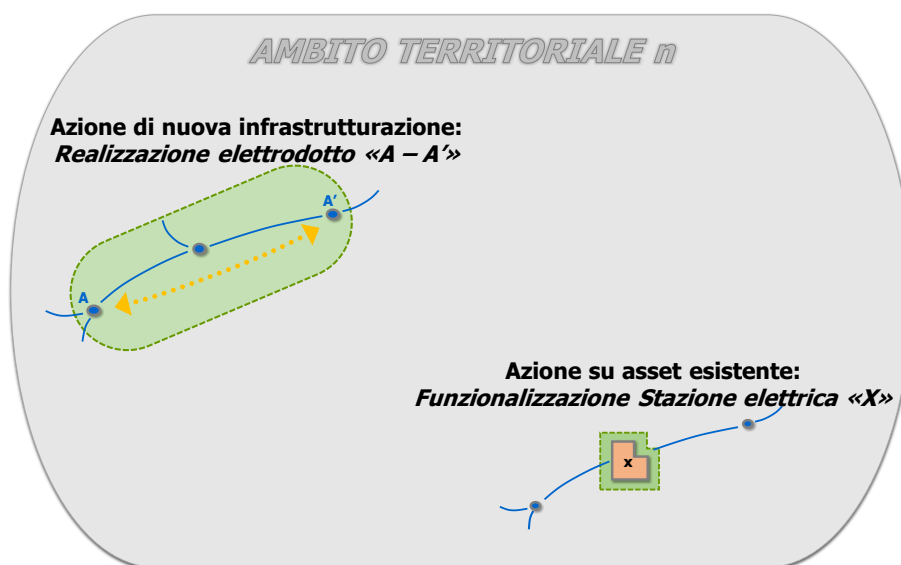 AMBITO TERRITORIALE n
Azione di nuova infrastrutturazione:
Realizzazione elettrodotto «A – A’»
A’
A
Azione su asset esistente:
Funzionalizzazione Stazione elettrica «X»
x